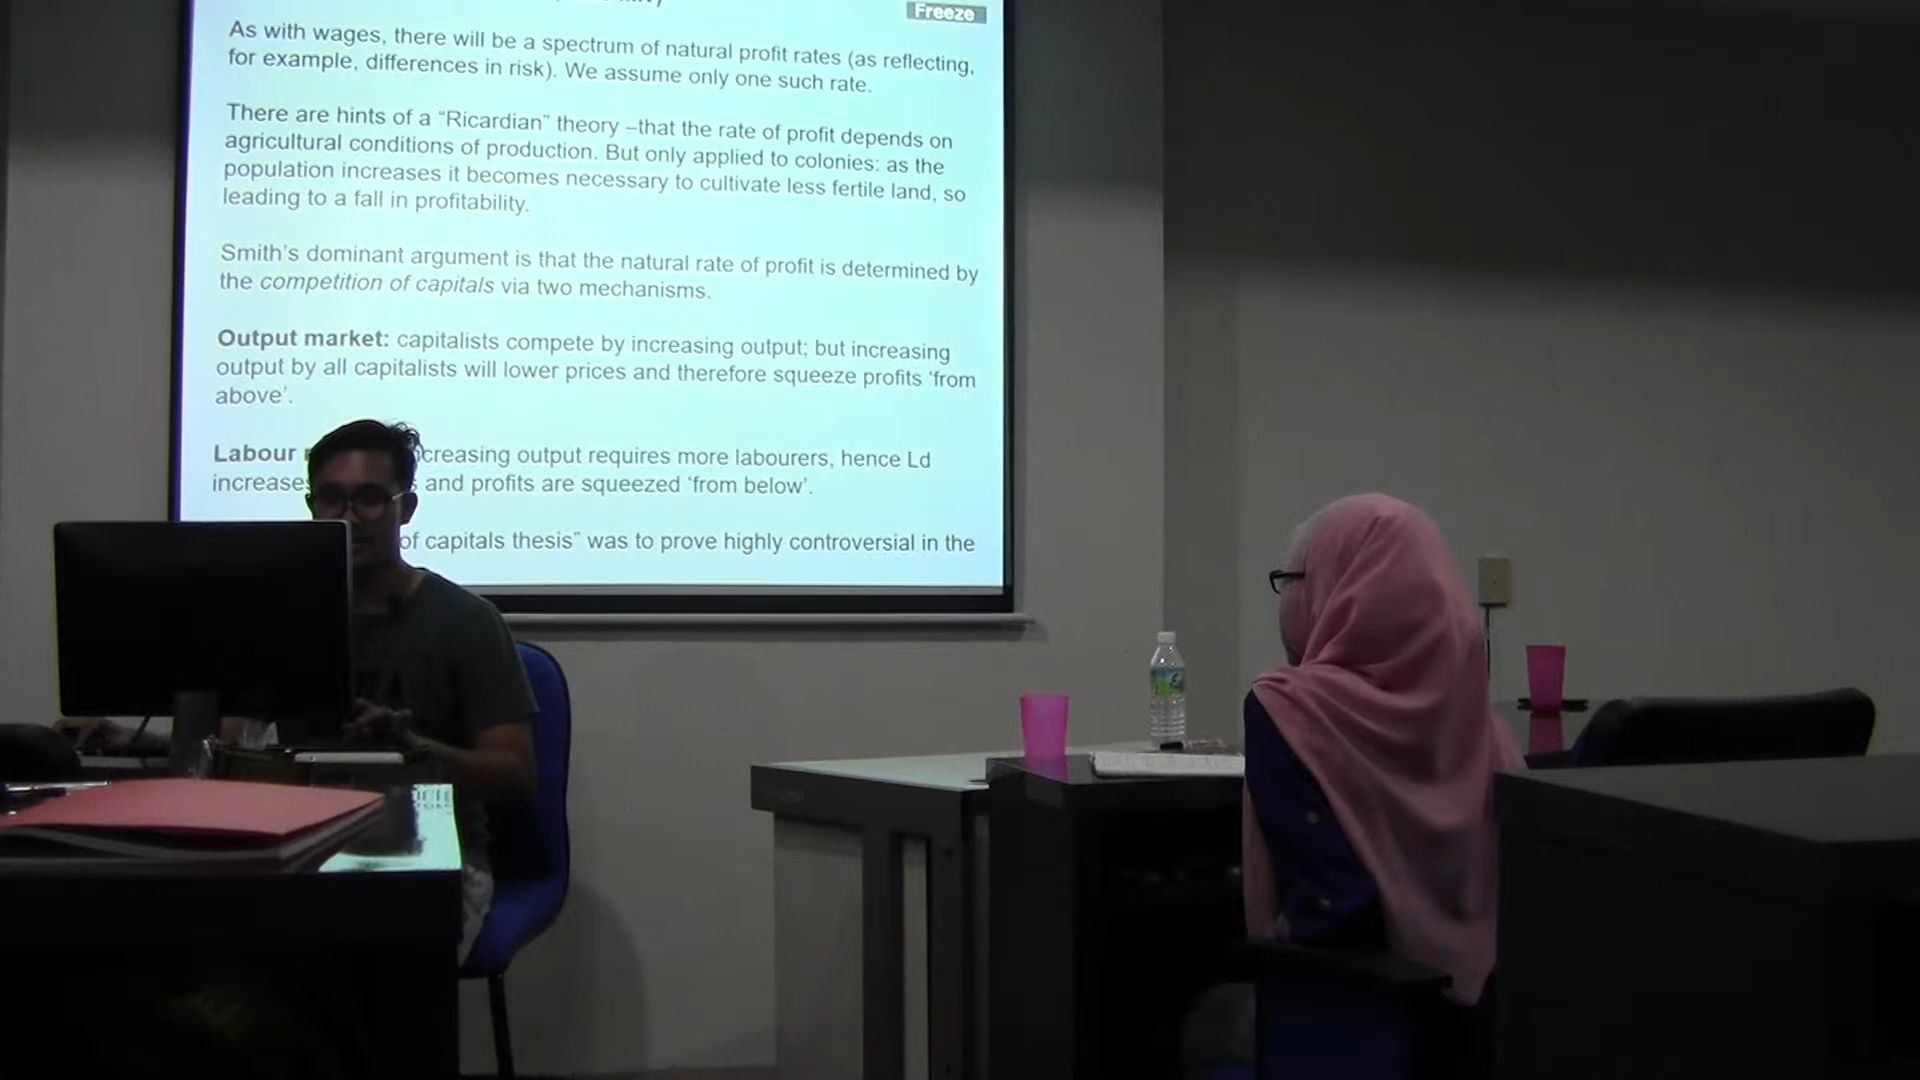 Freeze
As with wages, there will be a spectrum of natural profit rates (as reflecting,
for example, differences in risk). We assume only one such rate.
There are hints of a “Ricardian” theory –that the rate of profit depends on
agricultural conditions of production. But only applied to colonies: as the
population increases it becomes necessary to cultivate less fertile land, so
leading to a fall in profitability.
Smith’s dominant argument is that the natural rate of profit is determined by
the competition of capitals via two mechanisms.
Output market: capitalists compete by increasing output; but increasing
output by all capitalists will lower prices and therefore squeeze profits ‘from
above’.
Labour creasing output requires more labourers, hence Ld
increases and profits are squeezed ‘from below’.
of capitals thesis” was to prove highly controversial in the